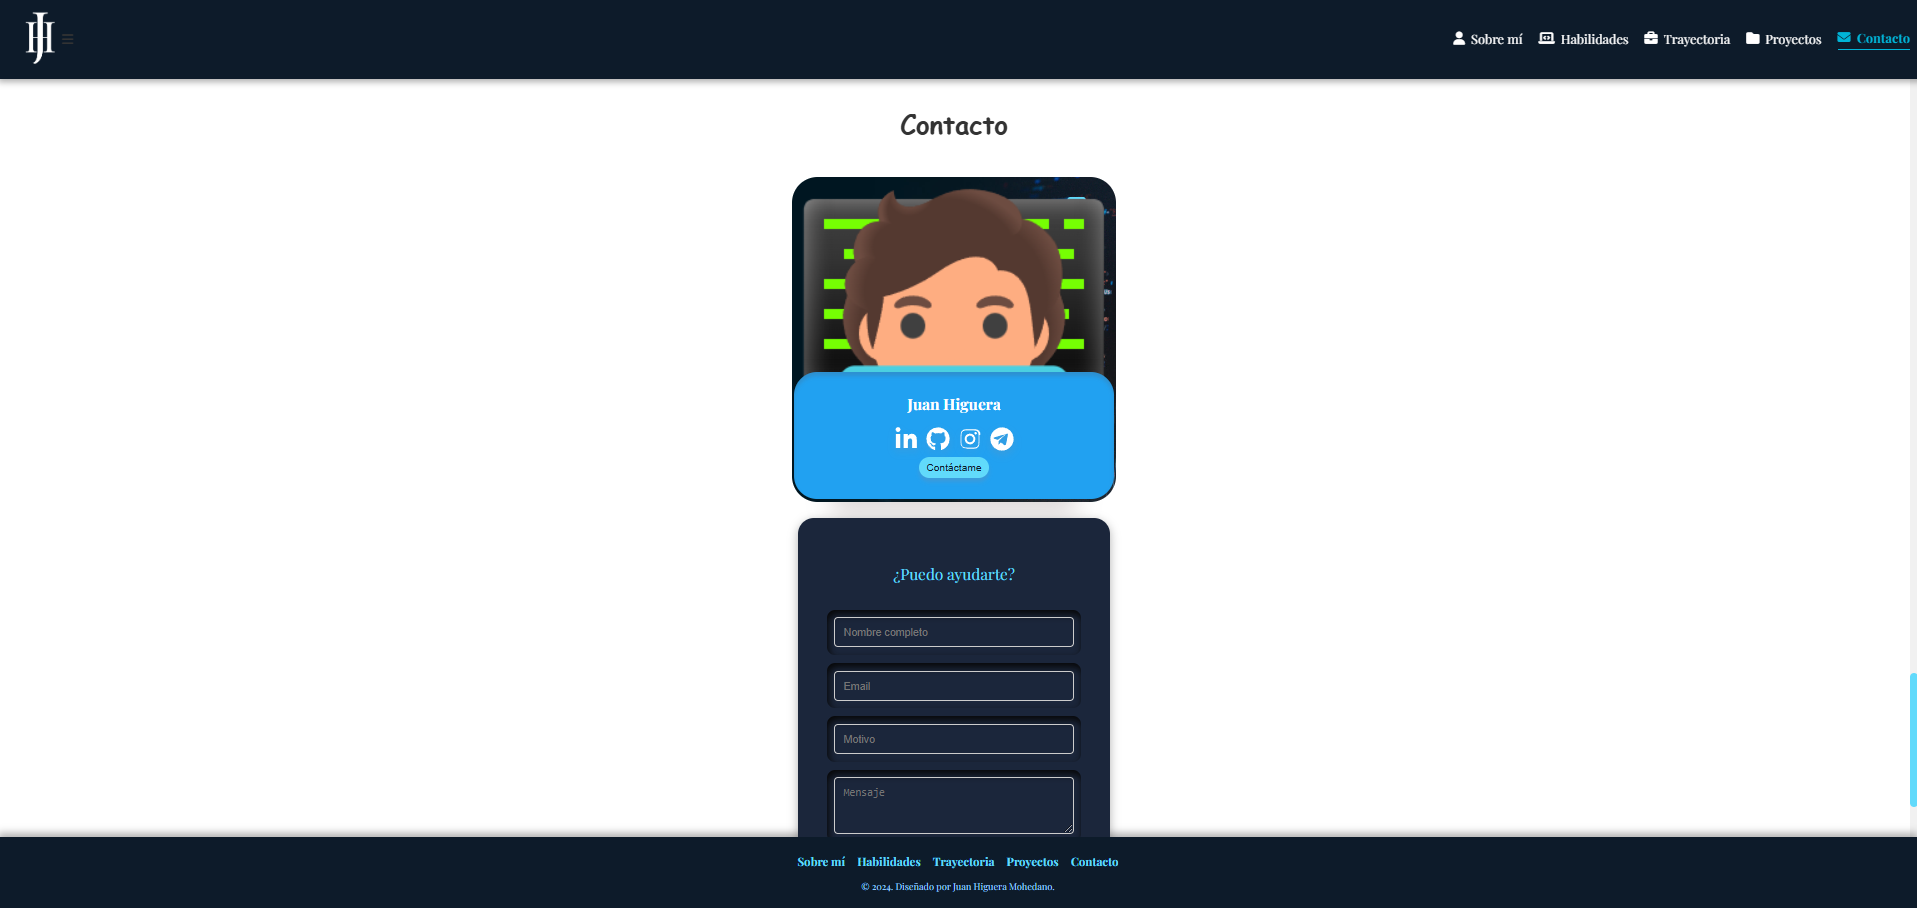 Sobre mí Habilidades Trayectoria Proyectos Contacto
Contacto
Juan Higuera
in
Contáctame
¿Puedo ayudarte?
Nombre completo
Email
Motivo
Mensaje
Sobre mí Habilidades Trayectoria Proyectos Contacto
© 2024. Diseñado por Juan Higuera Mohedano.